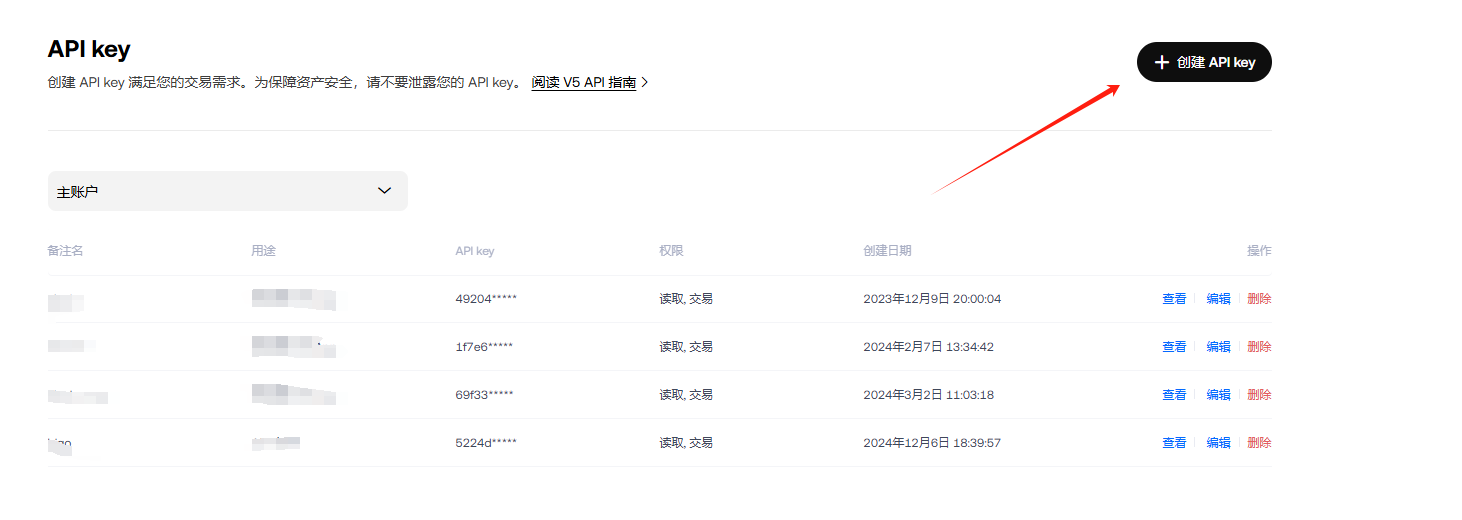 API key
创建 API key 满足您的交易需求。为保障资产安全，请不要泄露您的 API key。 阅读 V5 API 指南
创建 API key
主账户
备注名 用途 API key 权限 创建日期 操作
49204***** 读取, 交易 2023年12月9日 20:00:04 查看 编辑 删除
1f7e6***** 读取, 交易 2024年2月7日 13:34:42 查看 编辑 删除
69f33***** 读取, 交易 2024年3月2日 11:03:18 查看 编辑 删除
5224d***** 读取, 交易 2024年12月6日 18:39:57 查看 编辑 删除